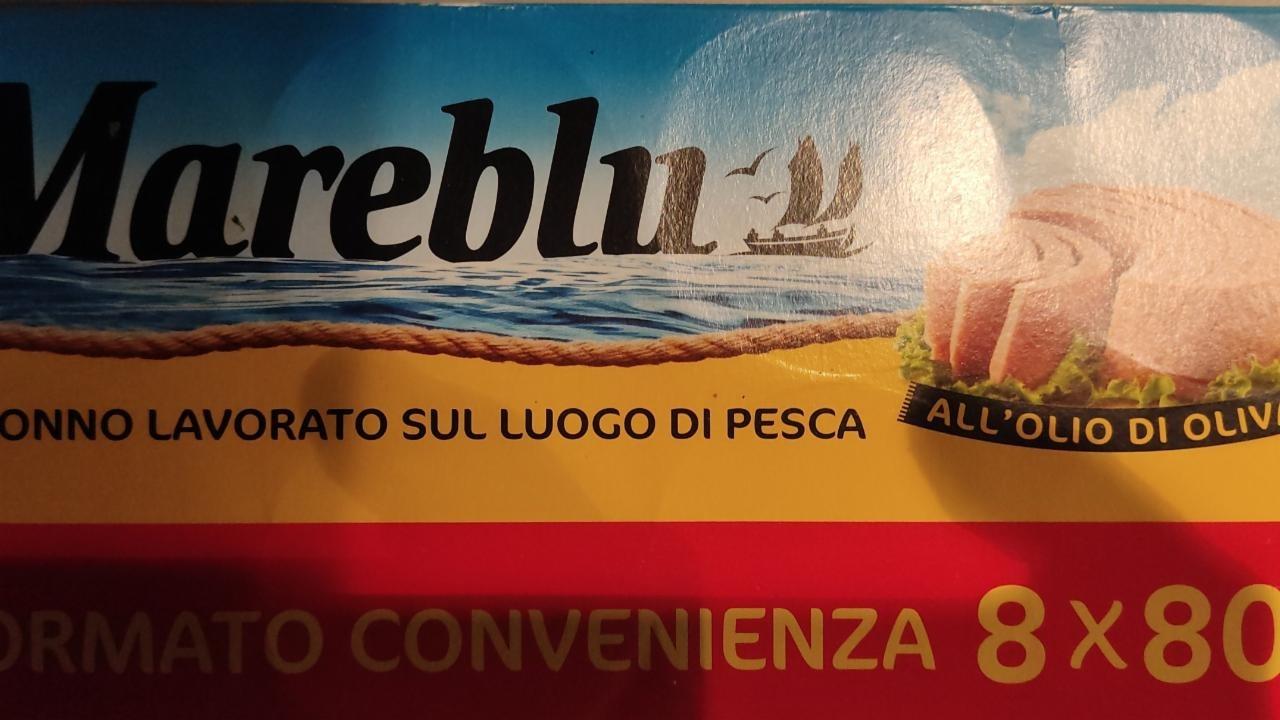 Mareblu
ONNO LAVORATO SUL LUOGO DI PESCA
ALL'OLIO DI OLIV
ORMATO CONVENIENZA 8x80